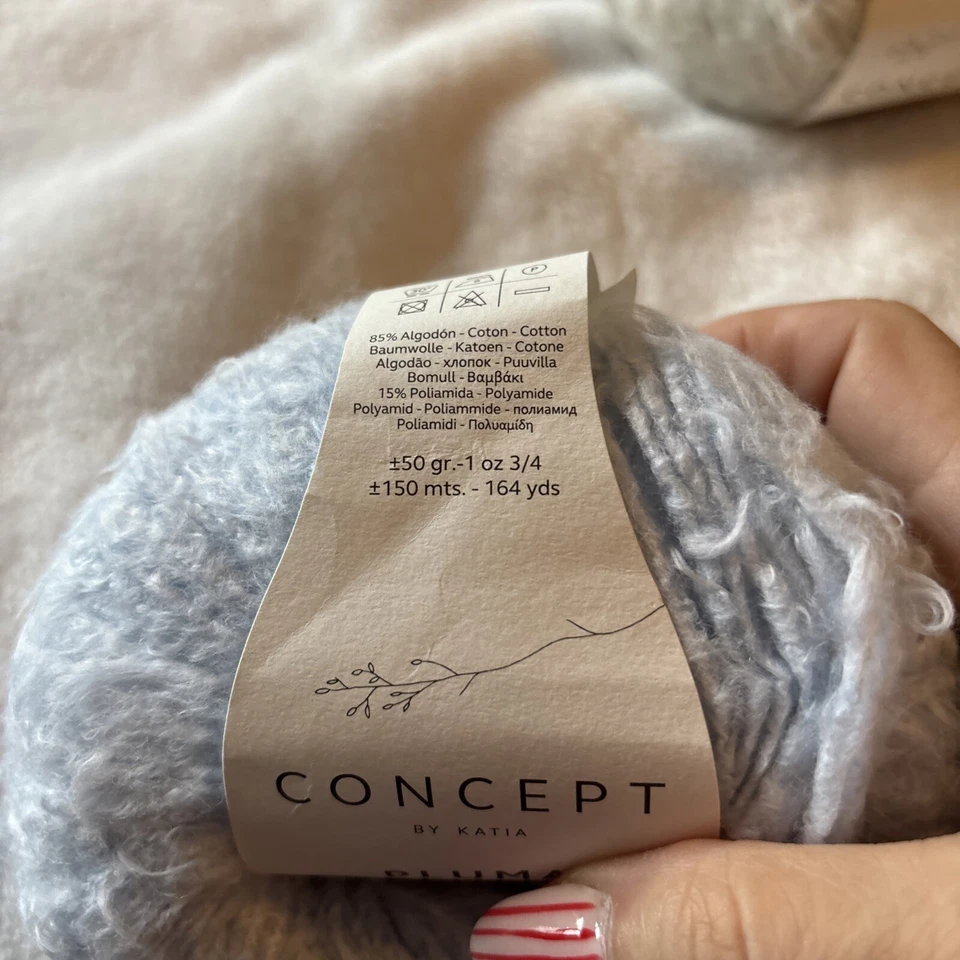 P
85% Algodón - Coton - Cotton
Baumwolle - Katoen - Cotone
Algodão - хлопок - Puuvilla
Bomull - Βαμβάκι
15% Poliamida - Polyamide
Polyamid - Poliammide - полиамид
Poliamidi - Πολυαμίδη
±50 gr.-1 oz 3/4
±150 mts. - 164 yds
CONCEPT
BY KATIA
PLUMA